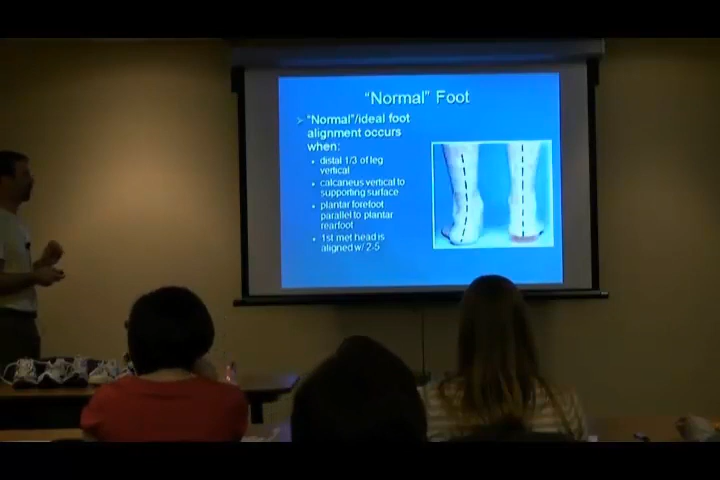 "Normal" Foot
"Normal"/ideal foot
alignment occurs
when:
distal 1/3 of leg
vertical
calcaneus vertical to
supporting surface
plantar forefoot
parallel to plantar
rearfoot
1st met head is
aligned w/ 2-5